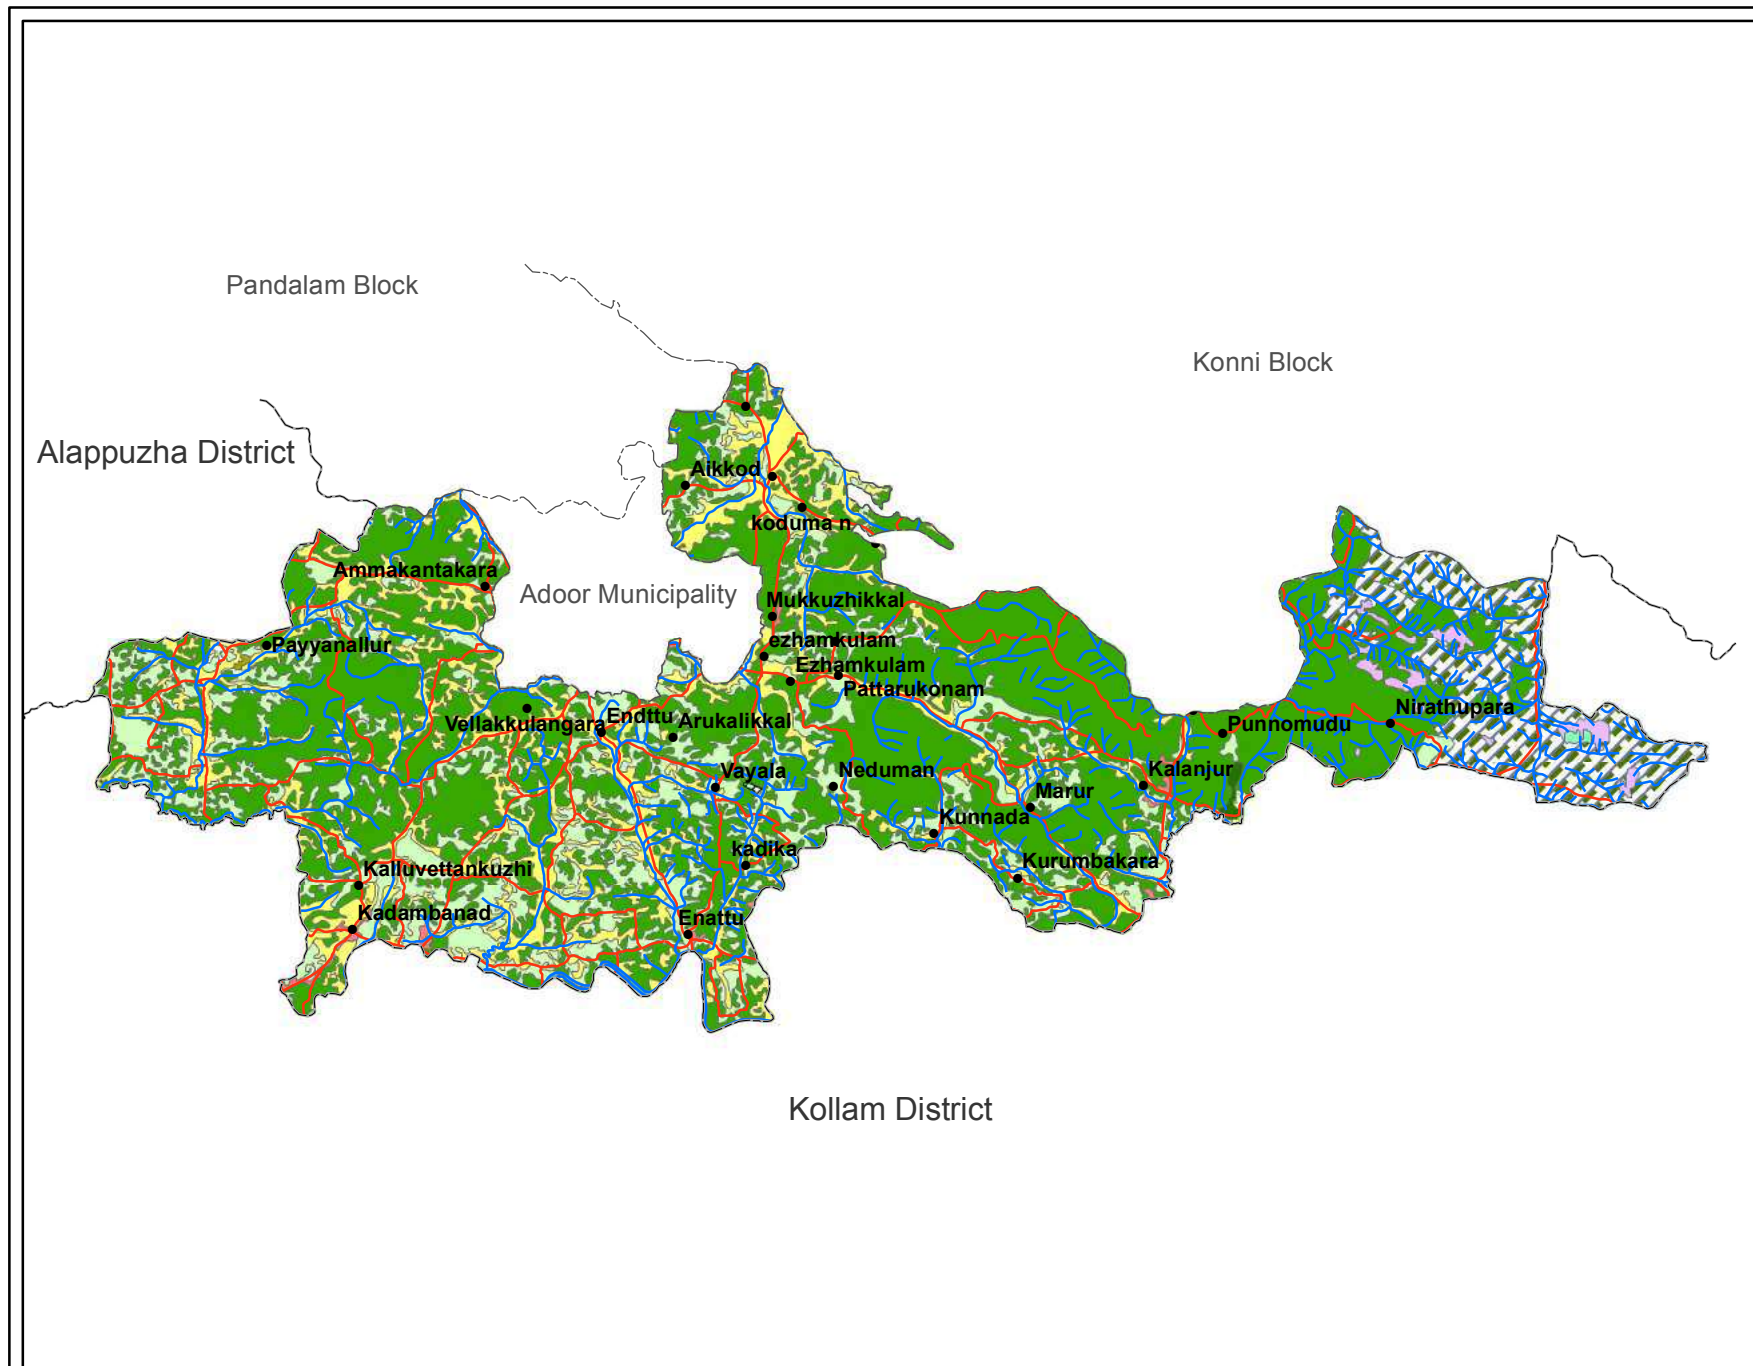 Pandalam Block
Konni Block
Alappuzha District
Aikkod
koduma n
Ammakantakara
Adoor Municipality
Mukkuzhikkal
ezhamkulam
Payyanallur
Ezhamkulam
Pattarukonam
Nirathupara
Vellakkulangara
Endttu
Arukalikkal
Punnomudu
Vayala
Neduman
Kalanjur
Marur
Kunnada
kadika
Kurumbakara
Kalluvettankuzhi
Kadambanad
Enattu
Kollam District